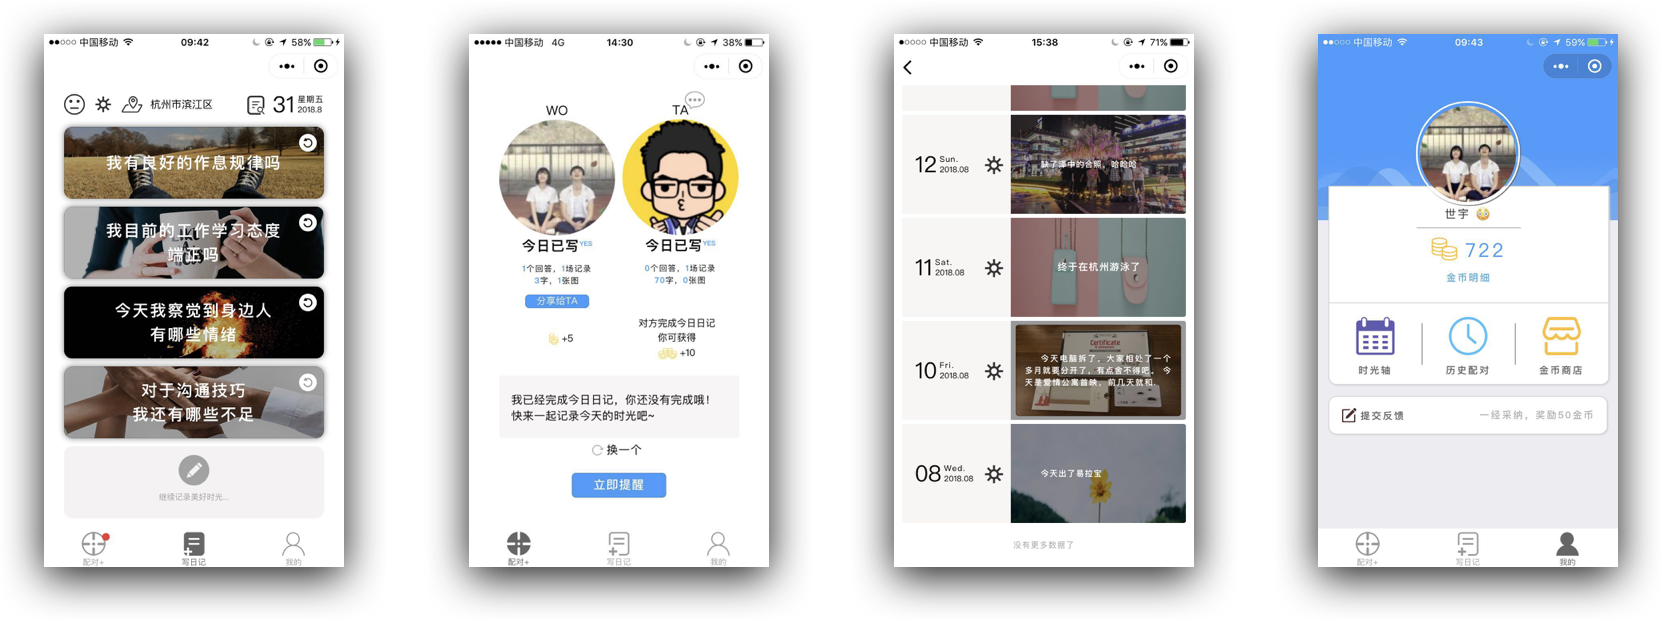 中国移动
09:42
58%
杭州市滨江区
31
星期五
2018.8
我有良好的作息规律吗
我目前的工作学习态度
端正吗
今天我察觉到身边人
有哪些情绪
对于沟通技巧
我还有哪些不足
继续记录美好时光...
配对+
写日记
我的
中国移动 4G
14:30
38%
WO
TA
今日已写YES
今日已写YES
1个回答，1场记录
3字，1张图
0个回答，1场记录
70字，0张图
分享给TA
+5
对方完成今日日记
你可获得
+10
我已经完成今日日记，你还没有完成哦！
快来一起记录今天的时光吧~
换一个
立即提醒
配对+
写日记
我的
中国移动
15:38
71%
12
Sun.
2018.08
缺了泽中的合照，哈哈哈
11
Sat.
2018.08
终于在杭州游泳了
10
Fri.
2018.08
Certificate
今天电脑拆了，大家相处了一个
多月就要分开了，有点舍不得吧。 今
天是爱情公寓首映，前几天就和.
08
Wed.
2018.08
今天出了易拉宝
没有更多数据了
中国移动
09:43
59%
世宇
722
金币明细
时光轴
历史配对
金币商店
提交反馈
一经采纳，奖励50金币
配对+
写日记
我的